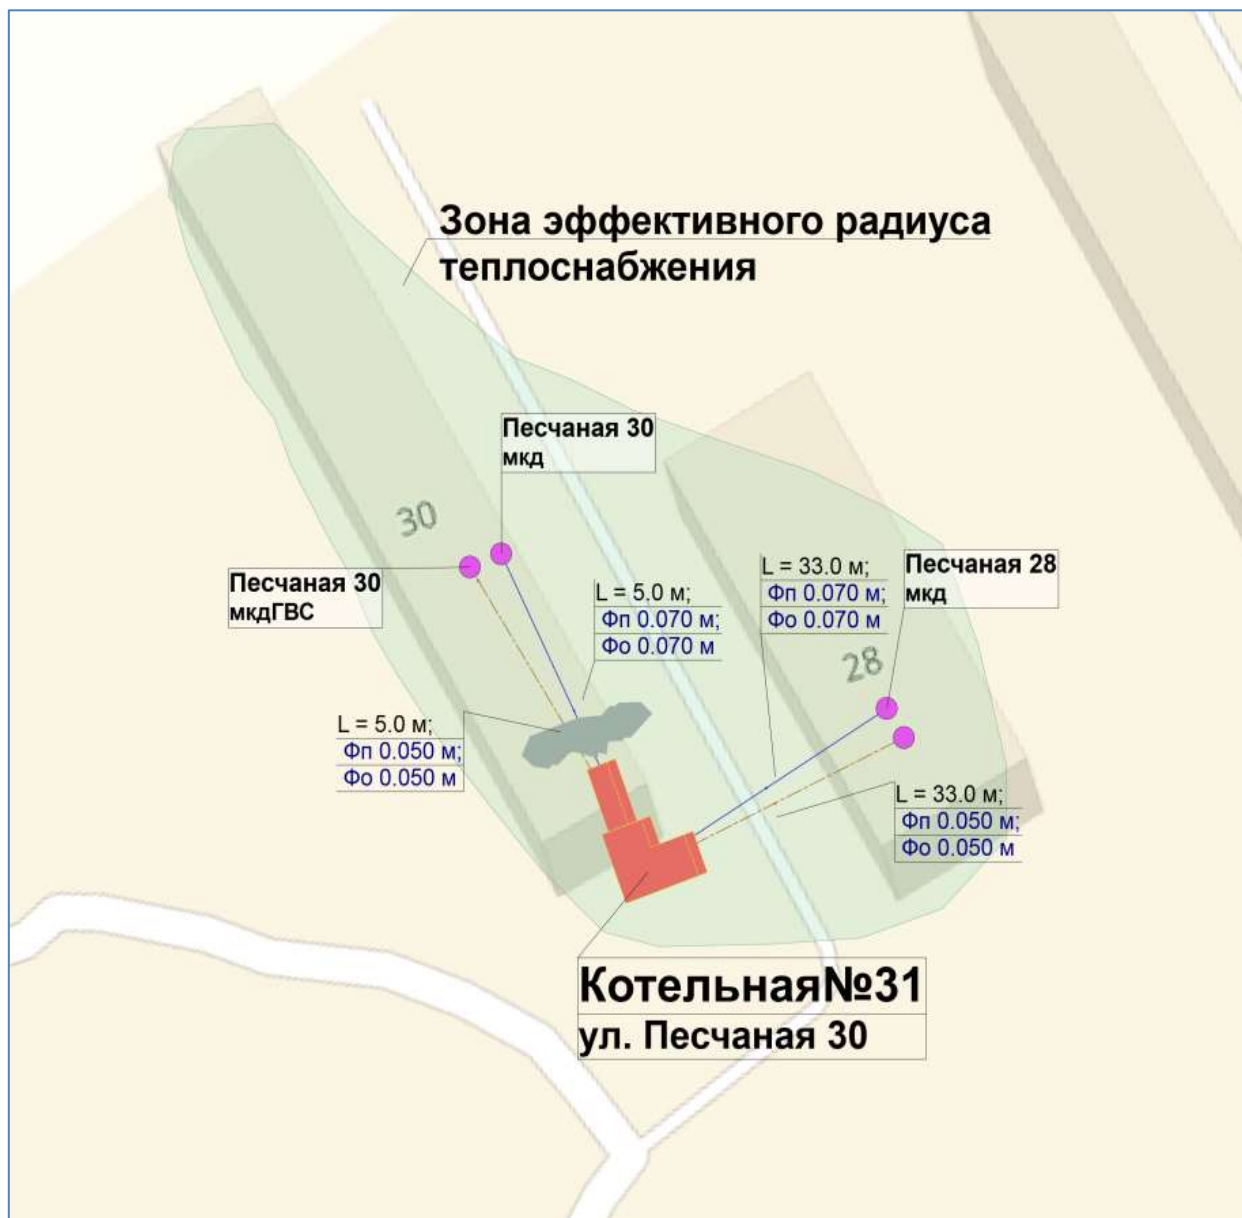 Зона эффективного радиуса
теплоснабжения
Песчаная 30
мкд
30
Песчаная 30
мкдГВС
L = 5.0 м;
Фп 0.070 м;
Фо 0.070 м
L = 33.0 м;
Фп 0.070 м;
Фо 0.070 м
Песчаная 28
мкд
28
L = 5.0 м;
Фп 0.050 м;
Фо 0.050 м
L = 33.0 м;
Фп 0.050 м;
Фо 0.050 м
Котельная№31
ул. Песчаная 30